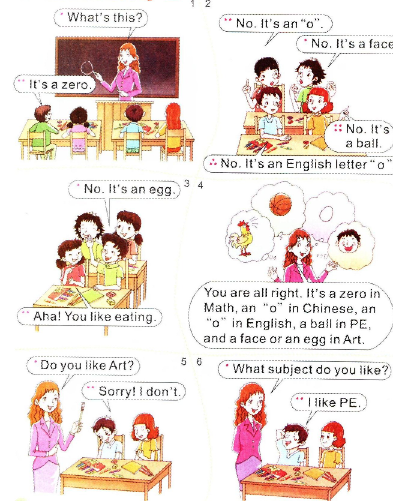 What's this?
It's a zero.
1 2
No. It's an "o".
No. It's a face
No. It's
a ball.
No. It's an English letter "o"
3 4
No. It's an egg.
Aha! You like eating.
You are all right. It's a zero in
Math, an "o" in Chinese, an
"o" in English, a ball in PE,
and a face or an egg in Art.
5 6
Do you like Art?
Sorry! I don't.
What subject do you like?
I like PE.